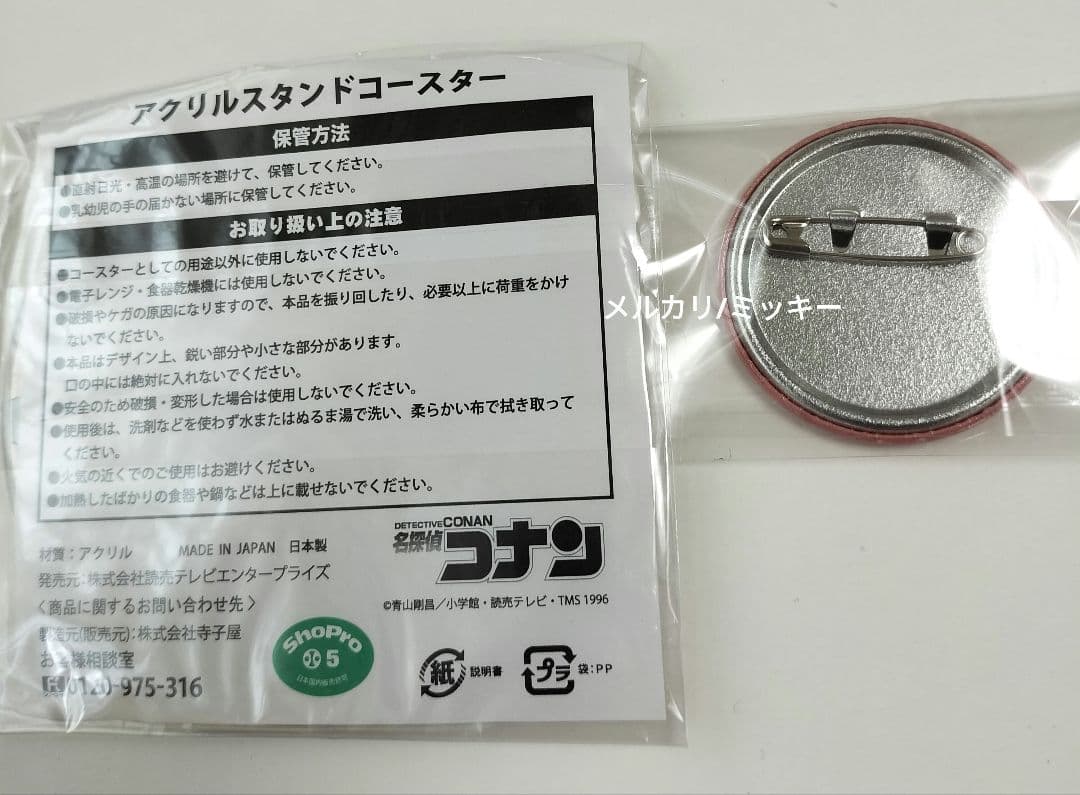 アクリルスタンドコースター
保管方法
●直射日光・高温の場所を避けて、保管してください。
●乳幼児の手の届かない場所に保管してください。
お取り扱い上の注意
●コースターとしての用途以外に使用しないでください。
●電子レンジ・食器乾燥機には使用しないでください。
●破損やケガの原因になりますので、本品を振り回したり、必要以上に荷重をかけ
ないでください。
●本品はデザイン上、鋭い部分や小さな部分があります。
口の中には絶対に入れないでください。
●安全のため破損・変形した場合は使用しないでください。
●使用後は、洗剤などを使わず水またはぬるま湯で洗い、柔らかい布で拭き取って
ください。
●火気の近くでのご使用はお避けください。
●加熱したばかりの食器や鍋などは上に載せないでください。
材質：アクリル MADE IN JAPAN 日本製
発売元：株式会社読売テレビエンタープライズ
〈商品に関するお問い合わせ先〉
製造元(販売元)：株式会社寺子屋
お客様相談室
0120-975-316
DETECTIVE CONAN
名探偵コナン
©青山剛昌／小学館・読売テレビ・TMS 1996
ShoPro
小 5
日本国内販売許可
紙 説明書
プラ 袋：PP
メルカリ/ミッキー